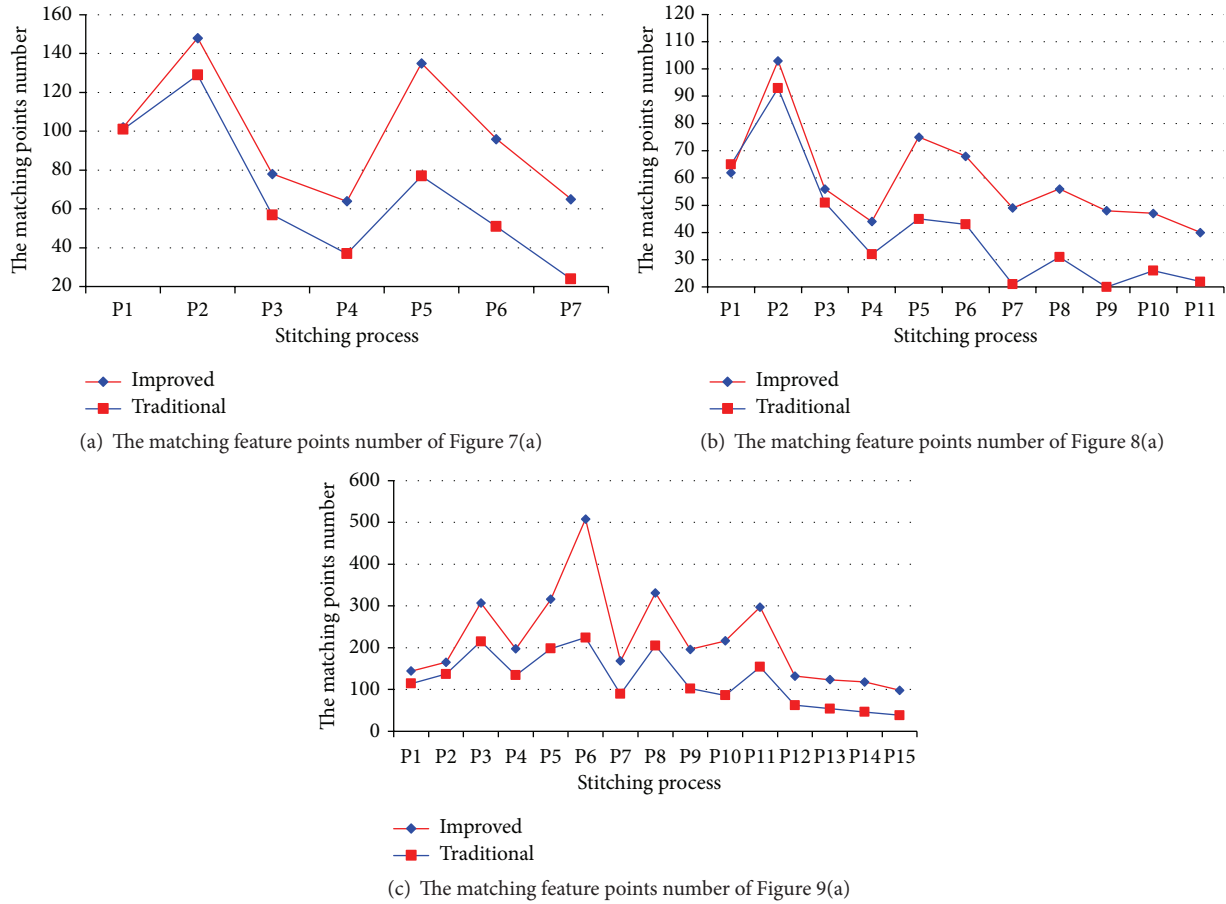 The matching points number
160
140
120
100
80
60
40
20
P1 P2 P3 P4 P5 P6 P7
Stitching process
Improved
Traditional
(a) The matching feature points number of Figure 7(a)
The matching points number
120
110
100
90
80
70
60
50
40
30
20
P1 P2 P3 P4 P5 P6 P7 P8 P9 P10 P11
Stitching process
Improved
Traditional
(b) The matching feature points number of Figure 8(a)
The matching points number
600
500
400
300
200
100
0
P1 P2 P3 P4 P5 P6 P7 P8 P9 P10 P11 P12 P13 P14 P15
Stitching process
Improved
Traditional
(c) The matching feature points number of Figure 9(a)